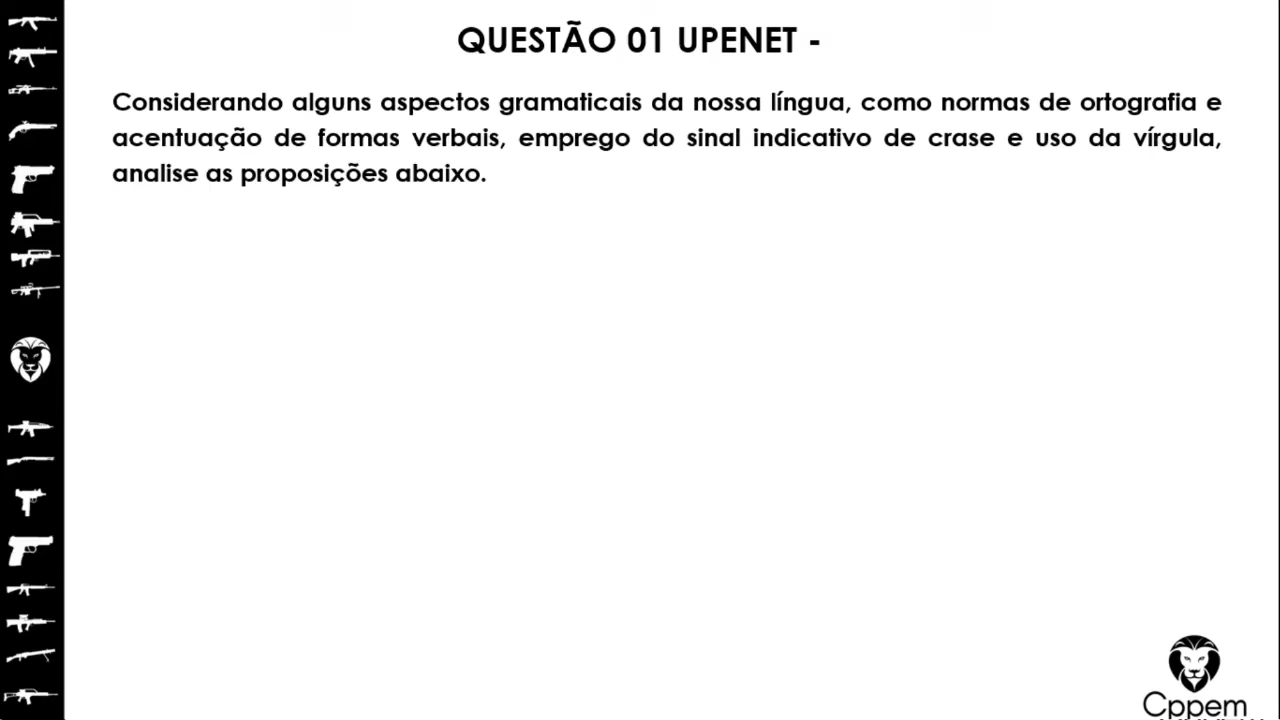 QUESTÃO 01 UPENET -
Considerando alguns aspectos gramaticais da nossa língua, como normas de ortografia e
acentuação de formas verbais, emprego do sinal indicativo de crase e uso da vírgula,
analise as proposições abaixo.
Cppem